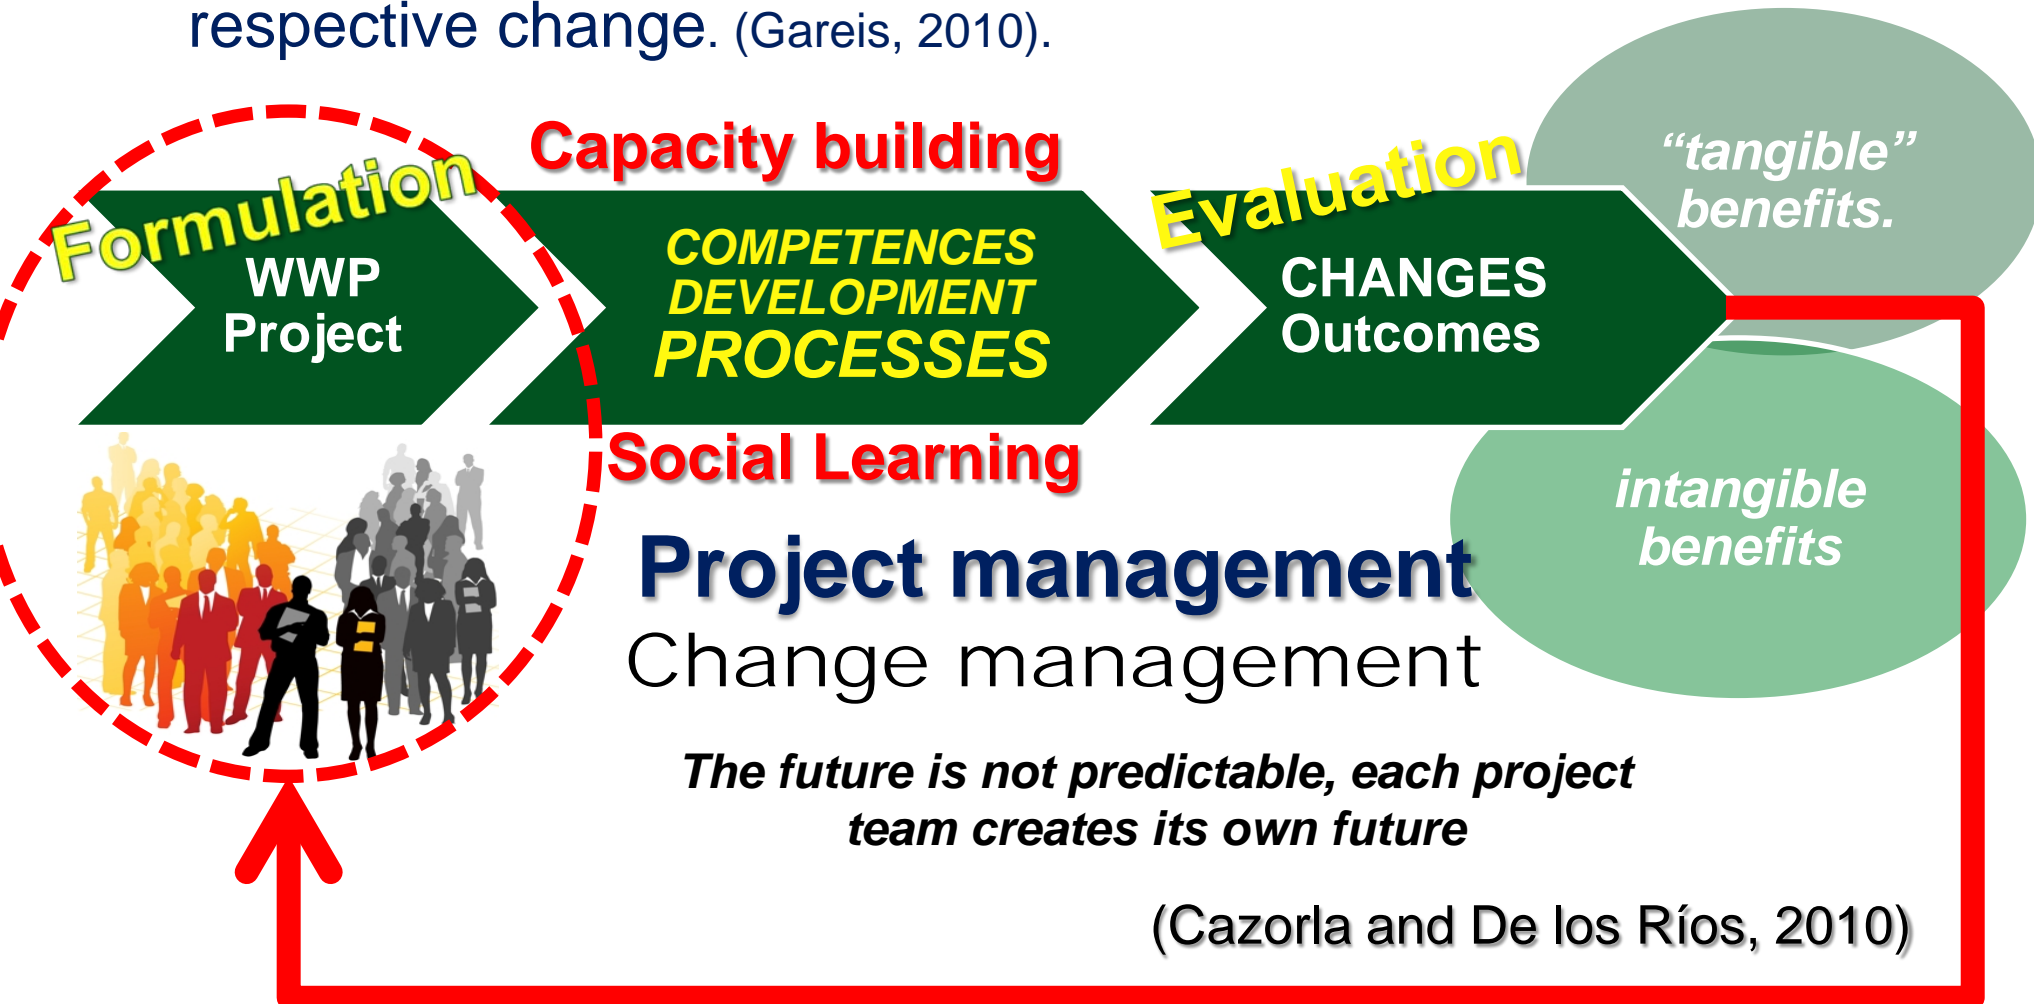 respective change. (Gareis, 2010).
Capacity building
Formulation
WWP
Project
COMPETENCES
DEVELOPMENT
PROCESSES
Evaluation
CHANGES
Outcomes
“tangible”
benefits.
Social Learning
intangible
benefits
Project management
Change management
The future is not predictable, each project
team creates its own future
(Cazorla and De los Ríos, 2010)